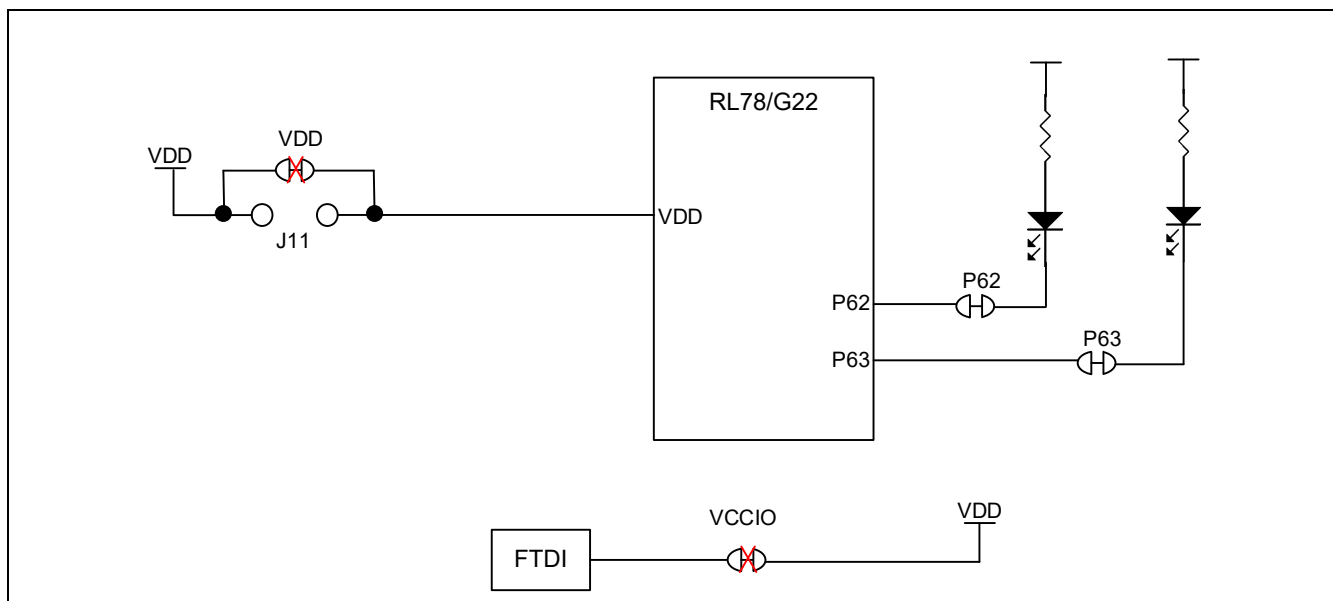 RL78/G22
VDD
VDD
VDD
J11
P62
P62
P63
P63
VCCIO
VDD
FTDI